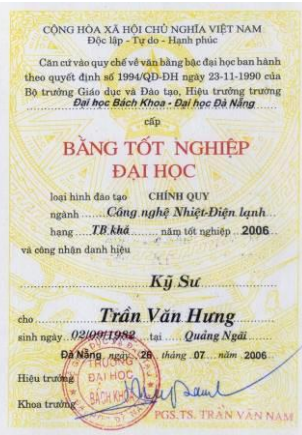 CỘNG HÒA XÃ HỘI CHỦ NGHĨA VIỆT NAM
Độc lập - Tự do - Hạnh phúc
Căn cứ vào quy chế về văn bằng bậc đại học ban hành
theo quyết định số 1994/QD-ĐH ngày 23-11-1990 của
Bộ trưởng Giáo dục và Đào tạo, Hiệu trưởng trường
Đại học Bách Khoa - Đại học Đà Nẵng
cấp
BẰNG TỐT NGHIỆP
ĐẠI HỌC
loại hình đào tạo CHÍNH QUY
ngành Công nghệ Nhiệt-Điện lạnh
hạng TB khá năm tốt nghiệp 2006
và công nhận danh hiệu
Kỹ Sư
cho Trần Văn Hưng
sinh ngày 02/09/1982 tại Quảng Ngãi
Đà Nẵng ngày 26 tháng 07 năm 2006
Hiệu trưởng
Khoa trưởng
TRƯỜNG
ĐẠI HỌC
BÁCH KHOA
PGS.TS. TRẦN VĂN NAM